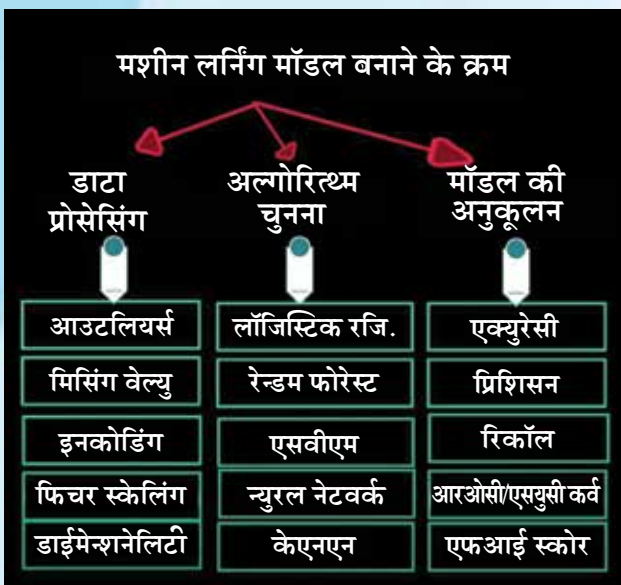 मशीन लर्निंग मॉडल बनाने के क्रम
डाटा
प्रोसेसिंग
आउटलियर्स
मिसिंग वेल्यु
इनकोडिंग
फिचर स्केलिंग
डाईमेन्शनेलिटी
अल्गोरित्थ्म
चुनना
लॉजिस्टिक रजि.
रेन्डम फोरेस्ट
एसवीएम
न्युरल नेटवर्क
केएनएन
मॉडल की
अनुकूलन
एक्युरेसी
प्रिशिसन
रिकॉल
आरओसी/एसयुसी कर्व
एफआई स्कोर